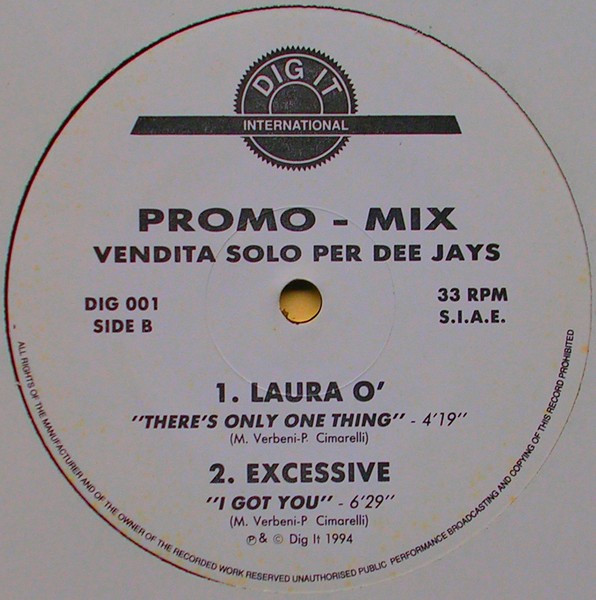 DIG IT
INTERNATIONAL
PROMO - MIX
VENDITA SOLO PER DEE JAYS
DIG 001
SIDE B
33 RPM
S.I.A.E.
1. LAURA O'
"THERE'S ONLY ONE THING" - 4'19"
(M. Verbeni-P. Cimarelli)
2. EXCESSIVE
"I GOT YOU" - 6'29"
(M. Verbeni-P Cimarelli)
℗ & © Dig It 1994
ALL RIGHTS OF THE MANUFACTURER AND OF THE OWNER OF THE RECORDED WORK RESERVED UNAUTHORISED PUBLIC PERFORMANCE BROADCASTING AND COPYING OF THIS RECORD PROHIBITED